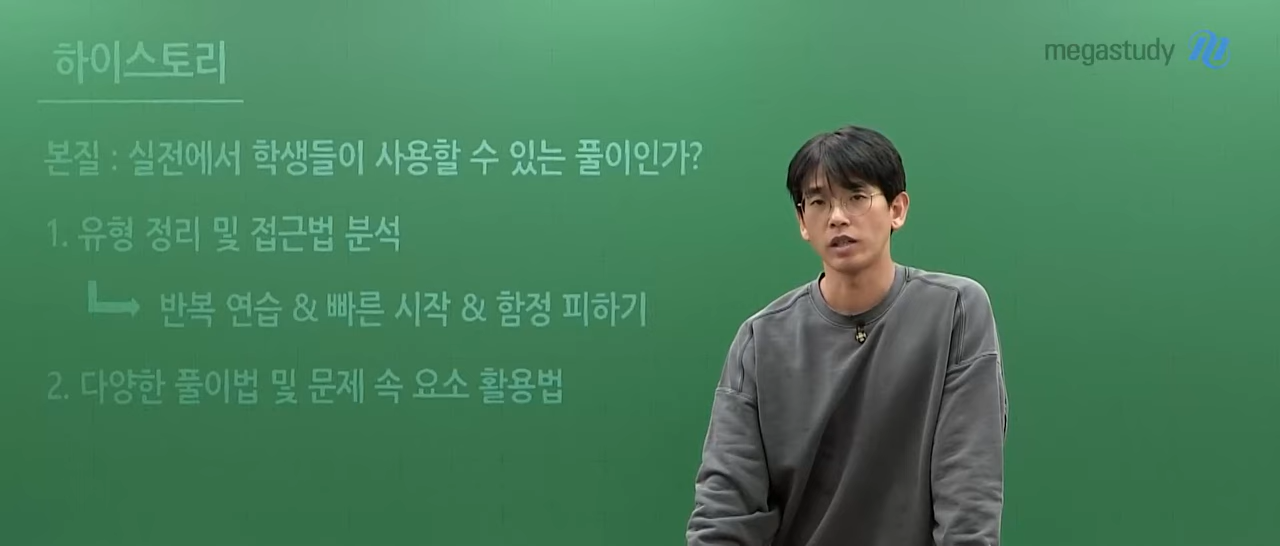 하이스토리
megastudy
본질 : 실전에서 학생들이 사용할 수 있는 풀이인가?
1. 유형 정리 및 접근법 분석
반복 연습 & 빠른 시작 & 함정 피하기
2. 다양한 풀이법 및 문제 속 요소 활용법